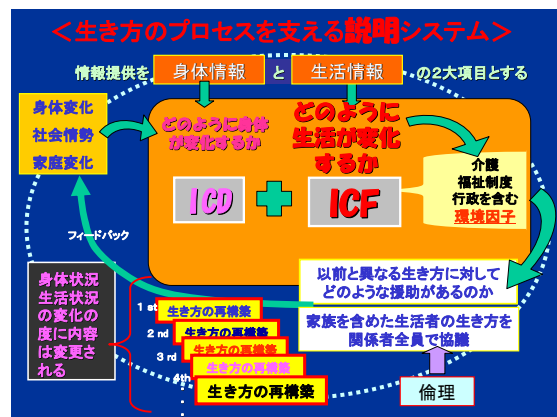 ＜生き方のプロセスを支える説明システム＞
情報提供を 身体情報 と 生活情報 の2大項目とする
身体変化
社会情勢
家庭変化
どのように身体
が変化するか
どのように
生活が変化
するか
ICD
ICF
介護
福祉制度
行政を含む
環境因子
フィードバック
以前と異なる生き方に対して
どのような援助があるのか
家族を含めた生活者の生き方を
関係者全員で協議
倫理
身体状況
生活状況
の変化の
度に内容
は変更さ
れる
1 st 生き方の再構築
2 nd 生き方の再構築
3 rd 生き方の再構築
4th 生き方の再構築
生き方の再構築